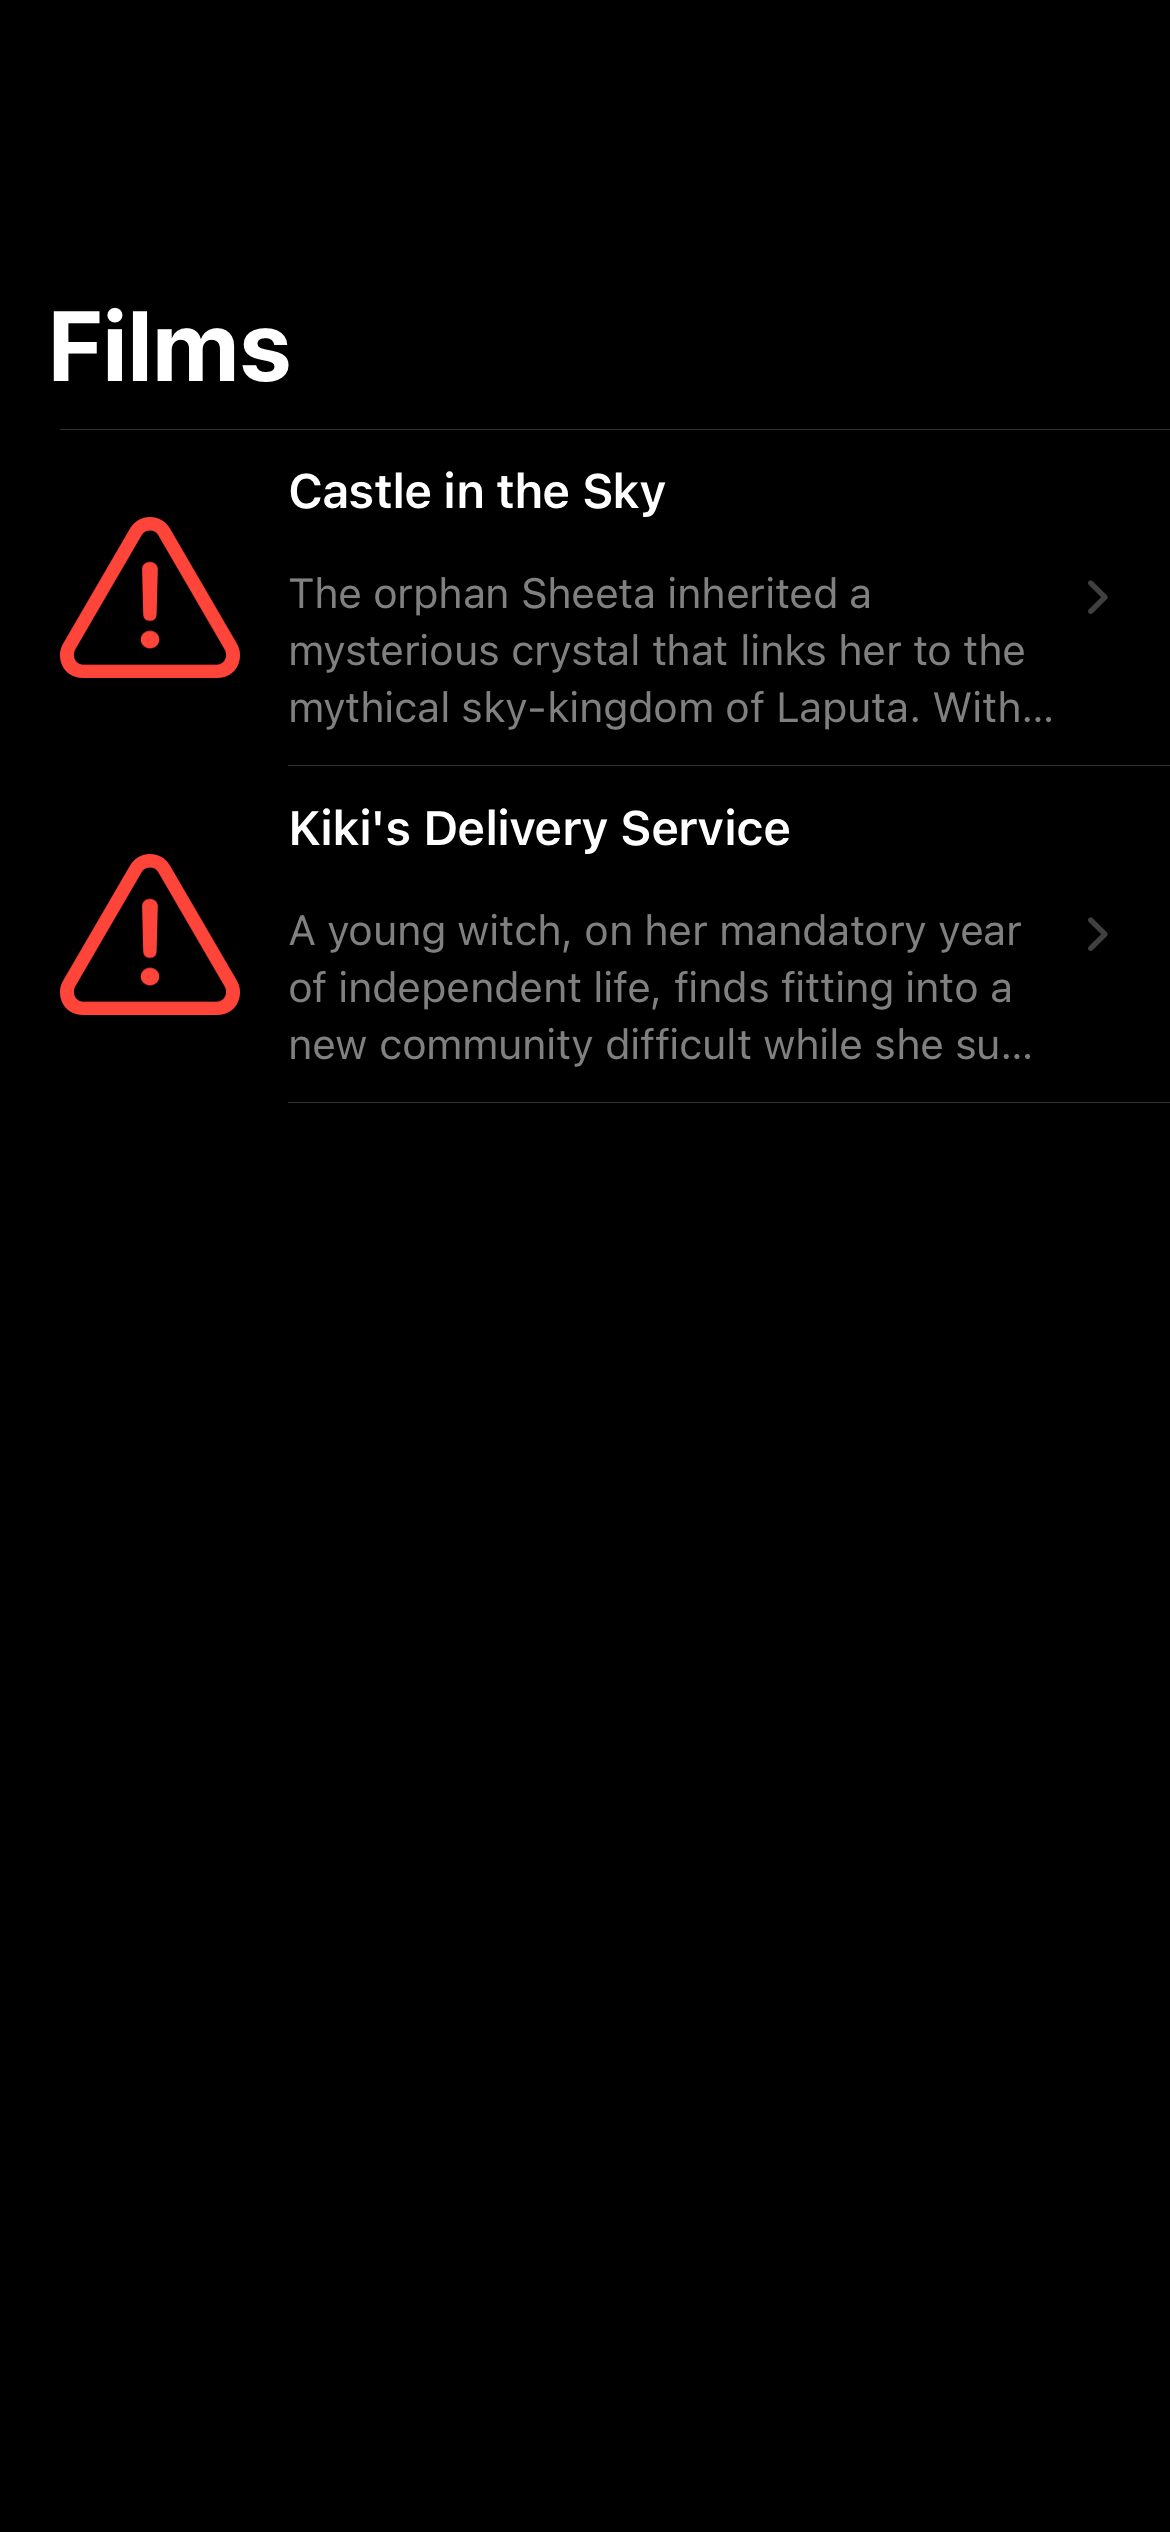 Films
Castle in the Sky
The orphan Sheeta inherited a
mysterious crystal that links her to the
mythical sky-kingdom of Laputa. With...
Kiki's Delivery Service
A young witch, on her mandatory year
of independent life, finds fitting into a
new community difficult while she su...